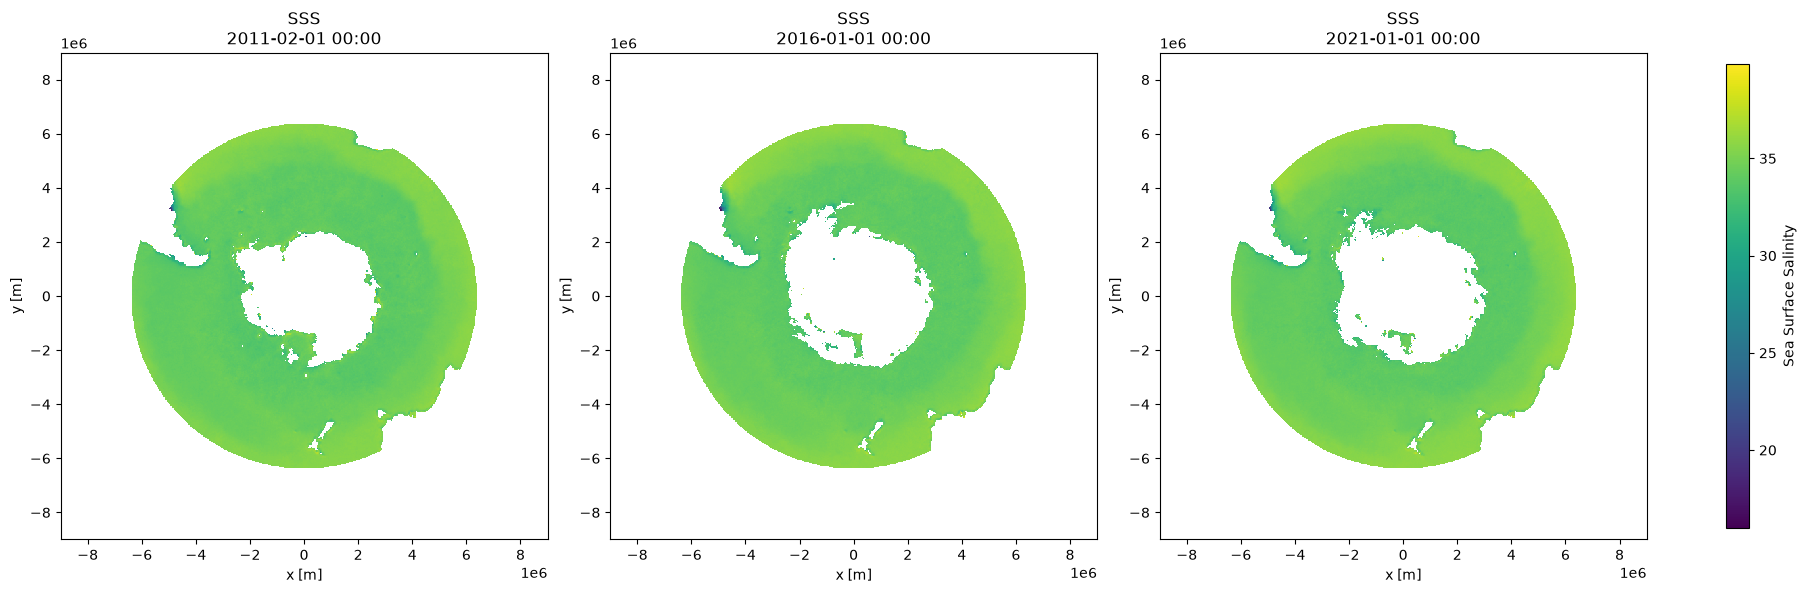 SSS
2011-02-01 00:00
1e6
8
6
4
2
0
−2
−4
−6
−8
y [m]
−8 −6 −4 −2 0 2 4 6 8
1e6
x [m]
SSS
2016-01-01 00:00
1e6
8
6
4
2
0
−2
−4
−6
−8
y [m]
−8 −6 −4 −2 0 2 4 6 8
1e6
x [m]
SSS
2021-01-01 00:00
1e6
8
6
4
2
0
−2
−4
−6
−8
y [m]
−8 −6 −4 −2 0 2 4 6 8
1e6
x [m]
35
30
25
20
Sea Surface Salinity